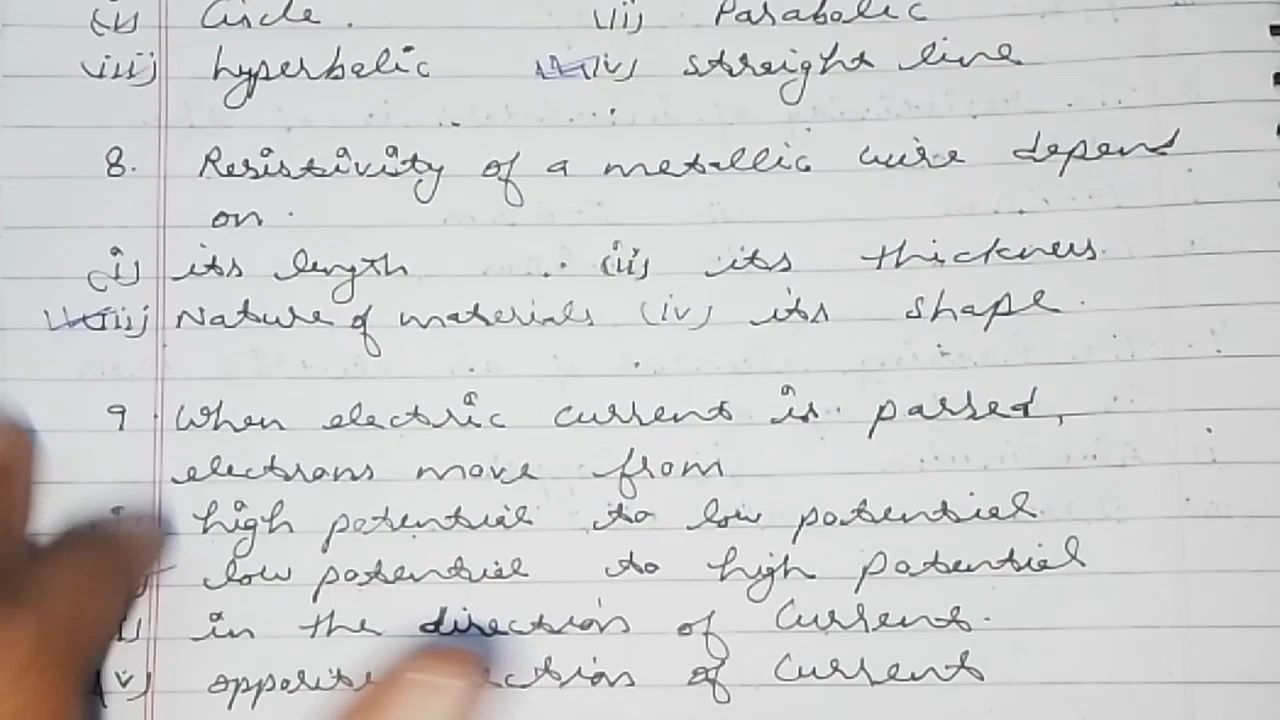 (i) Circle. (ii) Parabolic
(iii) hyperbolic (iv) streight line
8. Resistivity of a metallic wire depend
on.
(i) its length (ii) its thickness.
(iii) Nature of materials (iv) its shape.
9. When electric current is passed,
electrons move from
high potential to low potential.
low potential to high potential
in the direction of Current.
opposite of Current